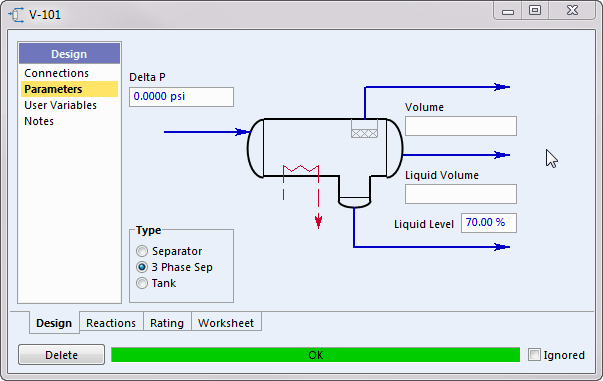 V-101
Design
Connections
Parameters
User Variables
Notes
Delta P
0.0000 psi
Volume
Liquid Volume
Liquid Level 70.00 %
Type
Separator
3 Phase Sep
Tank
Design Reactions Rating Worksheet
Delete OK Ignored